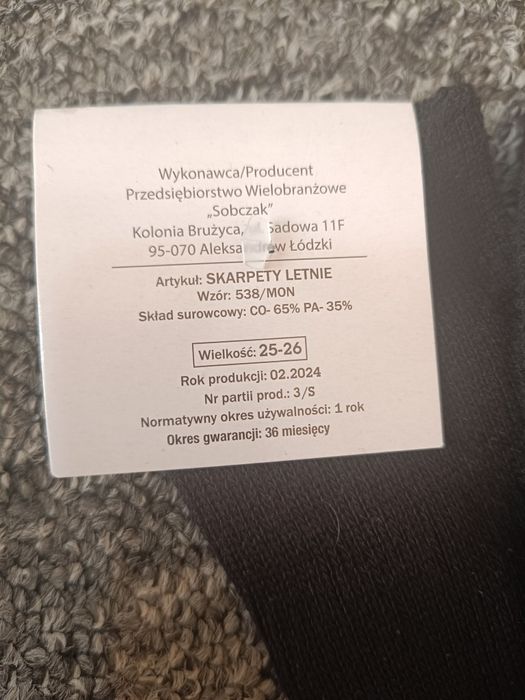 Wykonawca/Producent
Przedsiębiorstwo Wielobranżowe
„Sobczak”
Kolonia Brużyca, Sadowa 11F
95-070 Aleksandrów Łódzki
Artykuł: SKARPETY LETNIE
Wzór: 538/MON
Skład surowcowy: CO- 65% PA- 35%
Wielkość: 25-26
Rok produkcji: 02.2024
Nr partii prod.: 3/S
Normatywny okres używalności: 1 rok
Okres gwarancji: 36 miesięcy